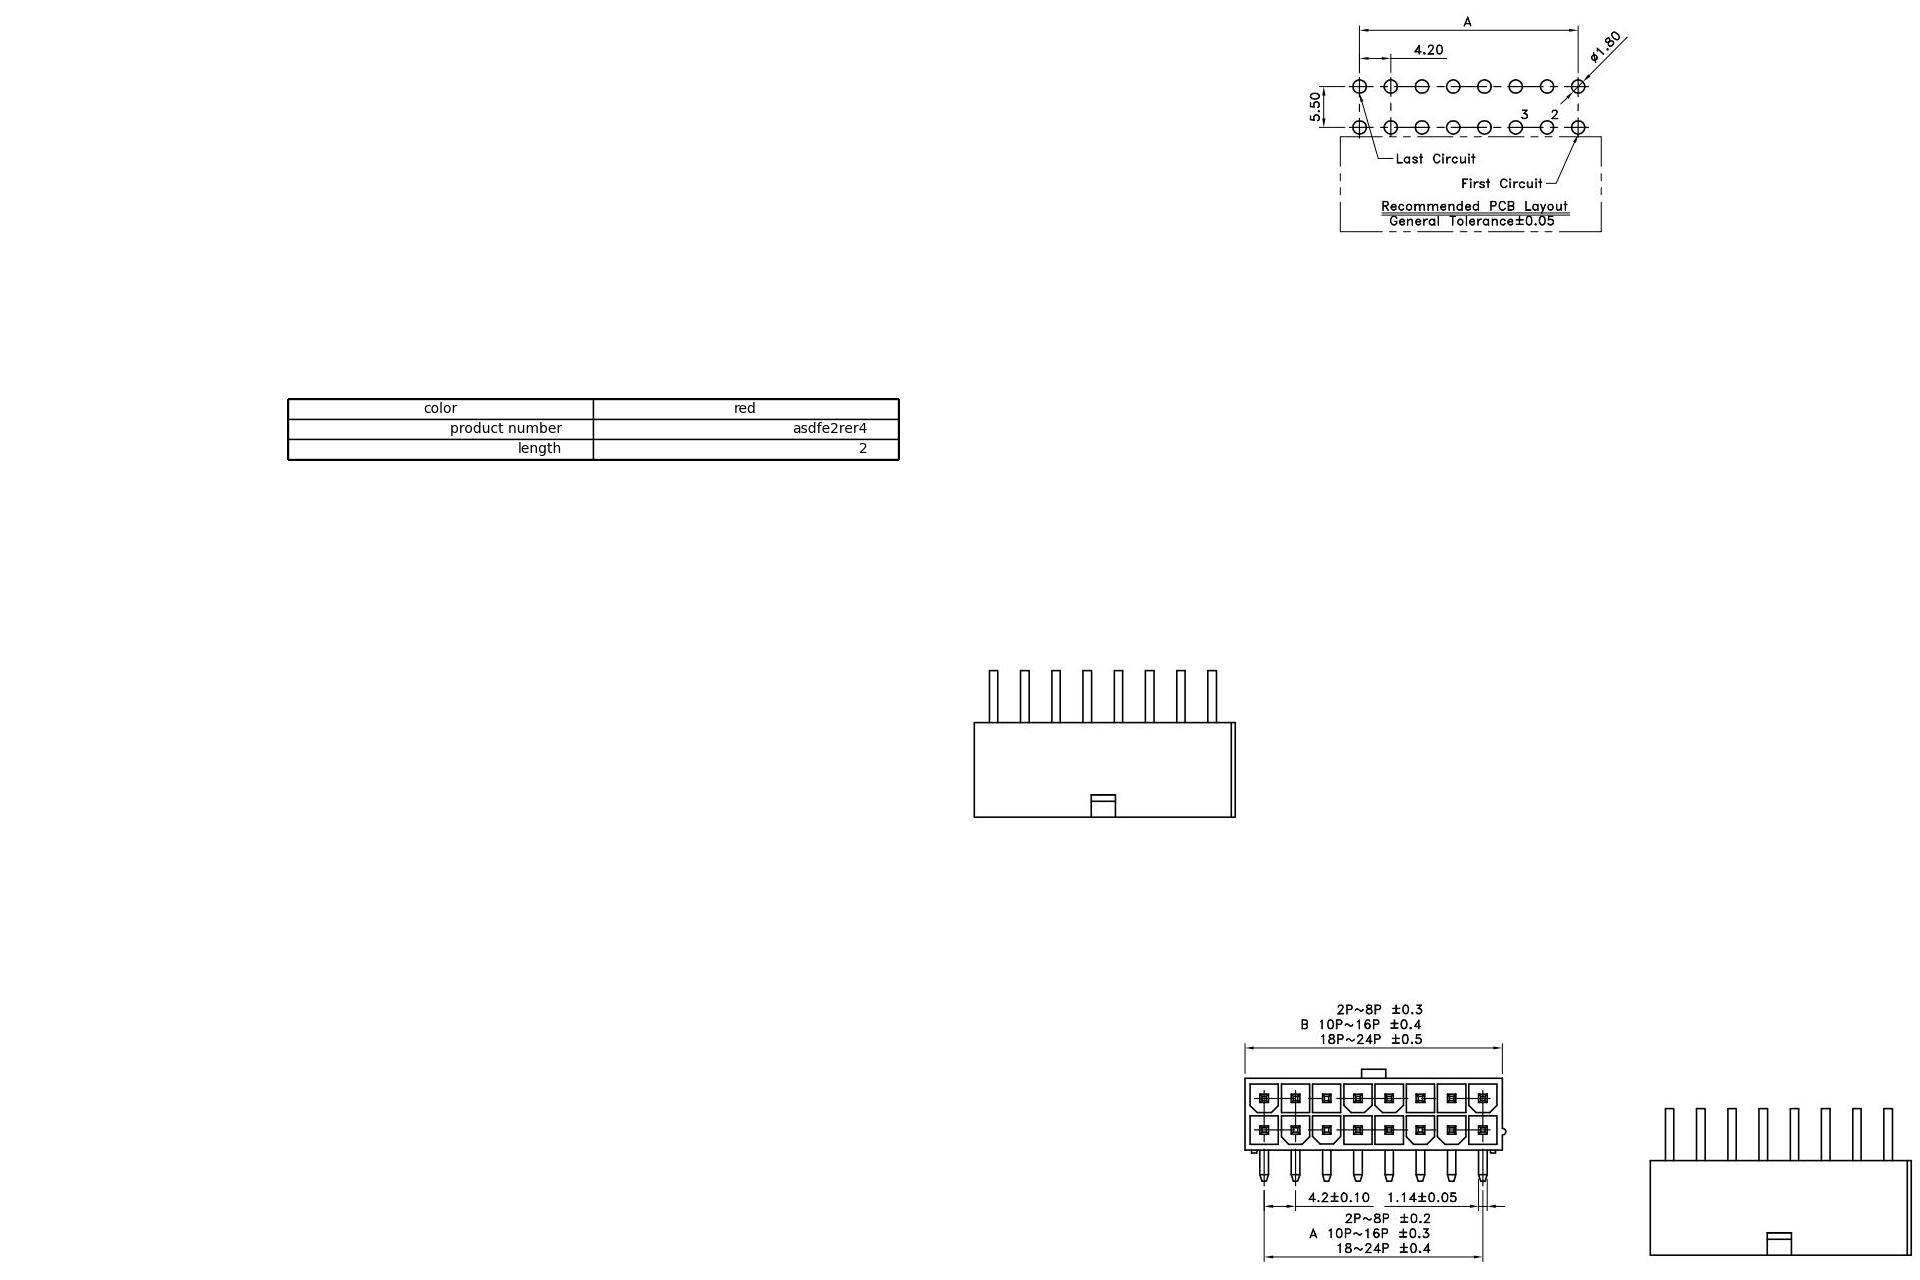 A
4.20
ø1.80
5.50
3 2
Last Circuit
First Circuit
Recommended PCB Layout
General Tolerance±0.05
color red
product number asdfe2rer4
length 2
2P~8P ±0.3
B 10P~16P ±0.4
18P~24P ±0.5
4.2±0.10 1.14±0.05
2P~8P ±0.2
A 10P~16P ±0.3
18~24P ±0.4